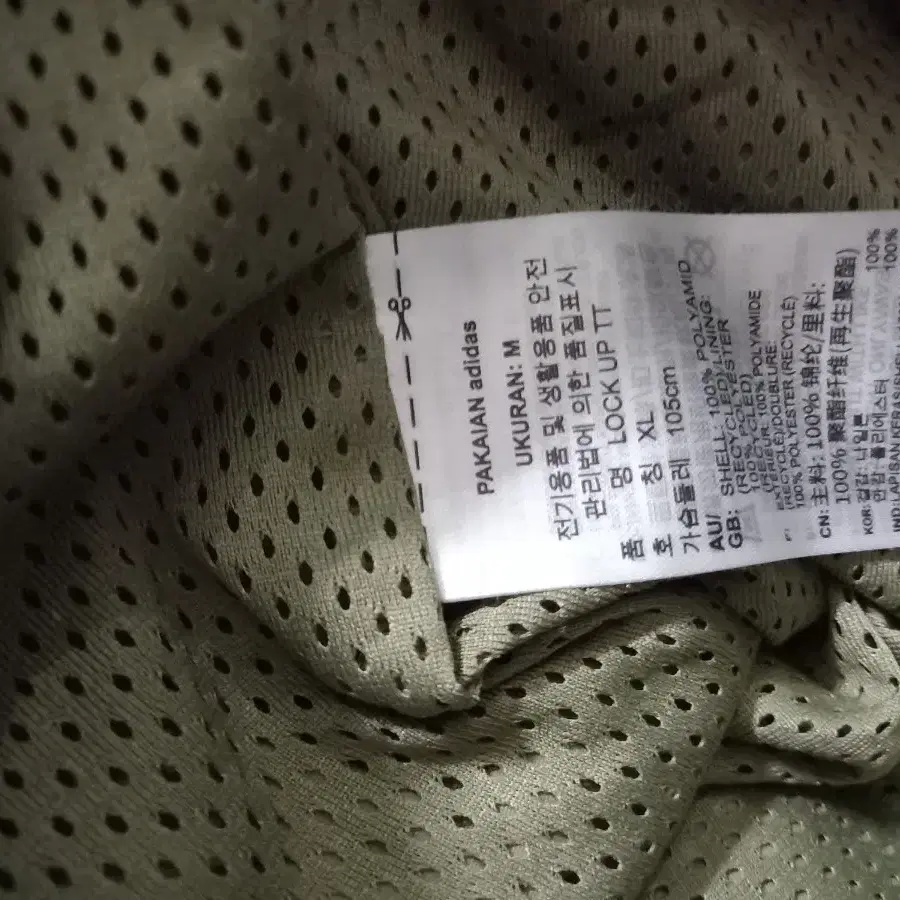 PAKAIAN adidas
UKURAN: M
전기용품 및 생활용품 안전
관리법에 의한 품질표시
품 명 LOCK UP TT
호 칭 XL
가슴둘레 105cm
AU/ SHELL: 100% POLYAMID
GB: (RECYCLED)/LINING:
100% POLYESTER
(RECYCLED)
EXTERIEUR: 100% POLYAMIDE
(RECYCLE)/DOUBLURE:
100% POLYESTER (RECYCLE)
CN: 主料: 100% 锦纶/里料:
100% 聚酯纤维(再生聚酯)
KOR: 겉감: 나일론 100%
안감: 폴리에스터 100%